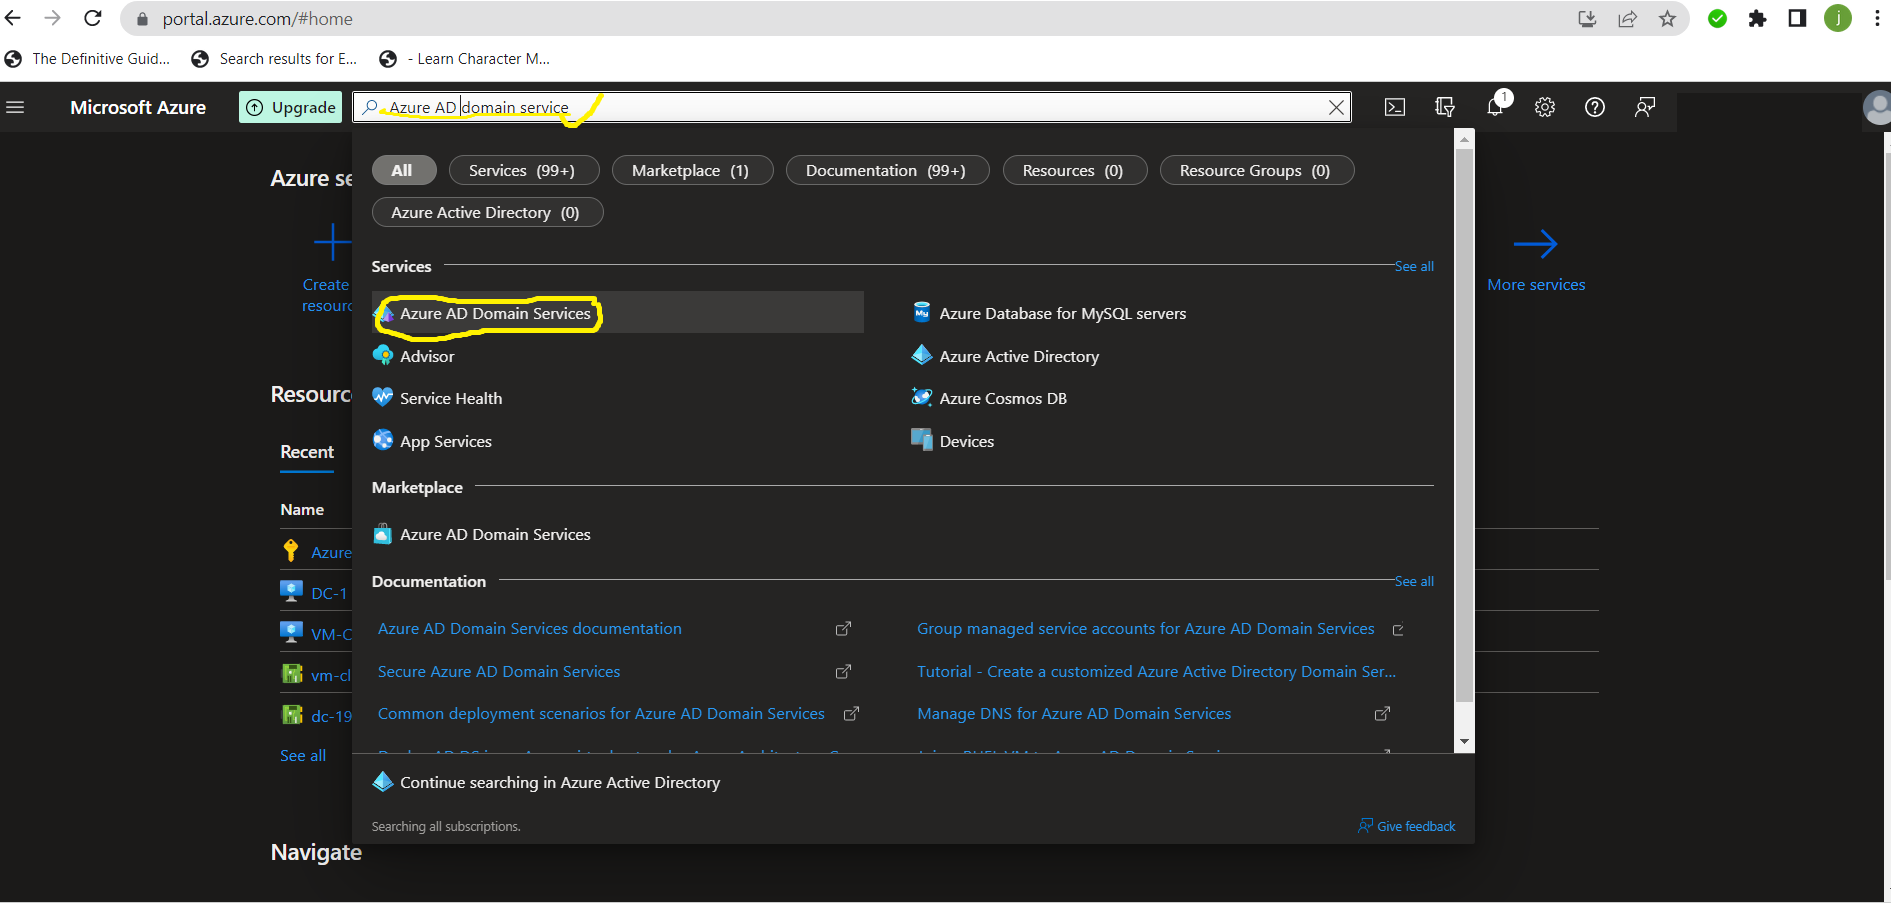 portal.azure.com/#home
j
The Definitive Guid... Search results for E... - Learn Character M...
Microsoft Azure Upgrade Azure AD domain service 1
All Services (99+) Marketplace (1) Documentation (99+) Resources (0) Resource Groups (0)
Azure Active Directory (0)
Azure se
Create
resourc
More services
Services See all
Azure AD Domain Services Azure Database for MySQL servers
Advisor Azure Active Directory
Service Health Azure Cosmos DB
App Services Devices
Resourc
Recent
Name
Azure
DC-1
VM-C
vm-cl
dc-19
See all
Marketplace
Azure AD Domain Services
Documentation See all
Azure AD Domain Services documentation Group managed service accounts for Azure AD Domain Services
Secure Azure AD Domain Services Tutorial - Create a customized Azure Active Directory Domain Ser...
Common deployment scenarios for Azure AD Domain Services Manage DNS for Azure AD Domain Services
Continue searching in Azure Active Directory
Searching all subscriptions. Give feedback
Navigate